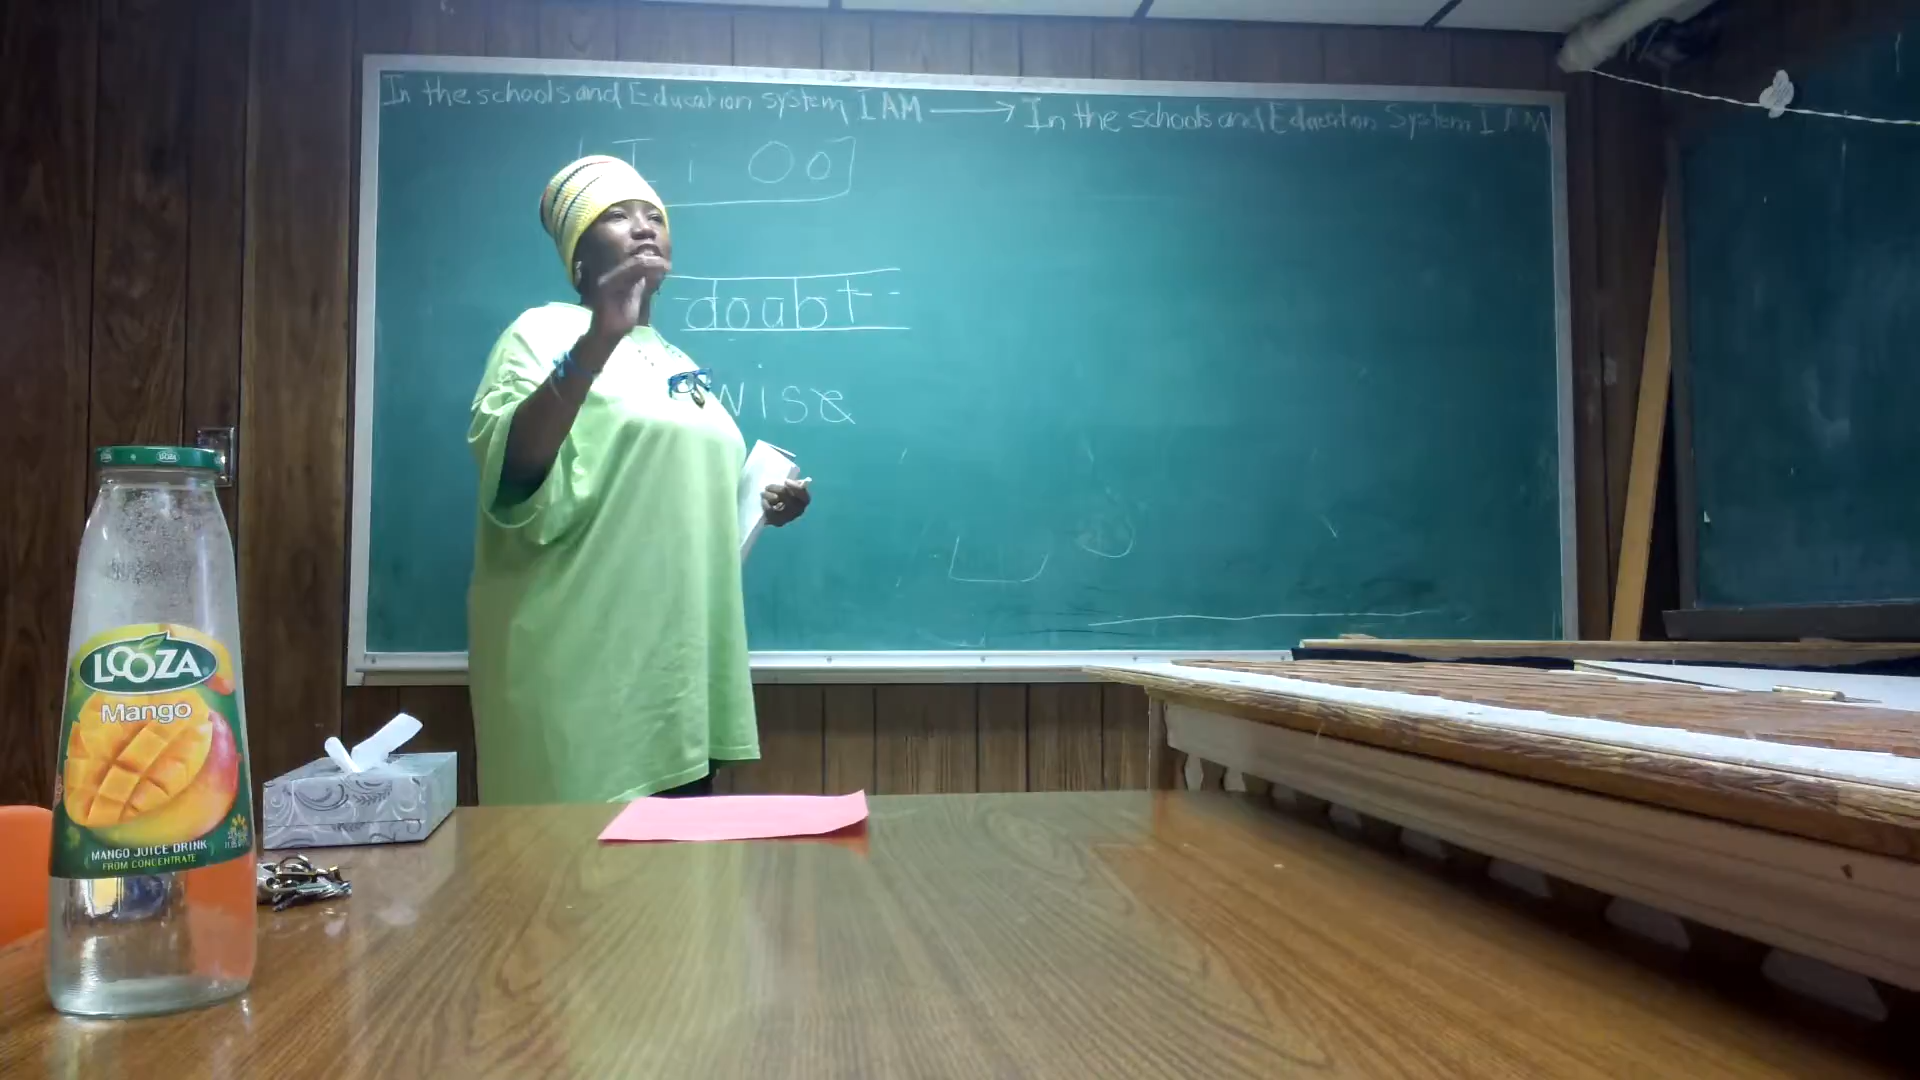 In the schools and Education system I AM → In the schools and Education System I AM
I i O o
doubt
wise
LOOZA
Mango
MANGO JUICE DRINK
FROM CONCENTRATE